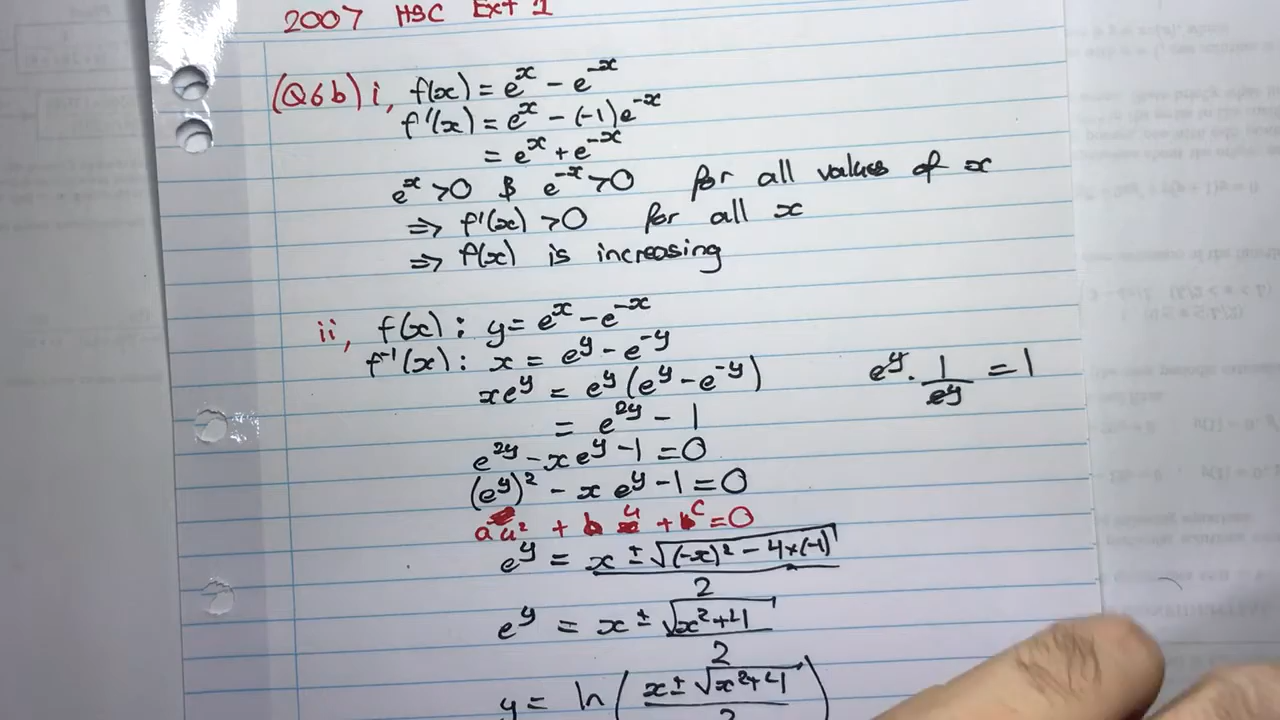 2007 HSC Ext 1
(Q6b) i, f(x) = e^x - e^-x
f'(x) = e^x - (-1)e^-x
= e^x + e^-x
e^x >0 & e^-x >0 for all values of x
⇒ f'(x) >0 for all x
⇒ f(x) is increasing
ii, f(x) : y = e^x - e^-x
f^-1(x) : x = e^y - e^-y
xe^y = e^y (e^y - e^-y) e^y . 1/e^y = 1
= e^2y - 1
e^2y - xe^y - 1 = 0
(e^y)^2 - x e^y - 1 = 0
a u^2 + b u + c = 0
e^y = (x ± √((-x)^2 - 4×(-1)))/2
e^y = (x ± √(x^2+4))/2
y = ln((x ± √(x^2+4))/2)